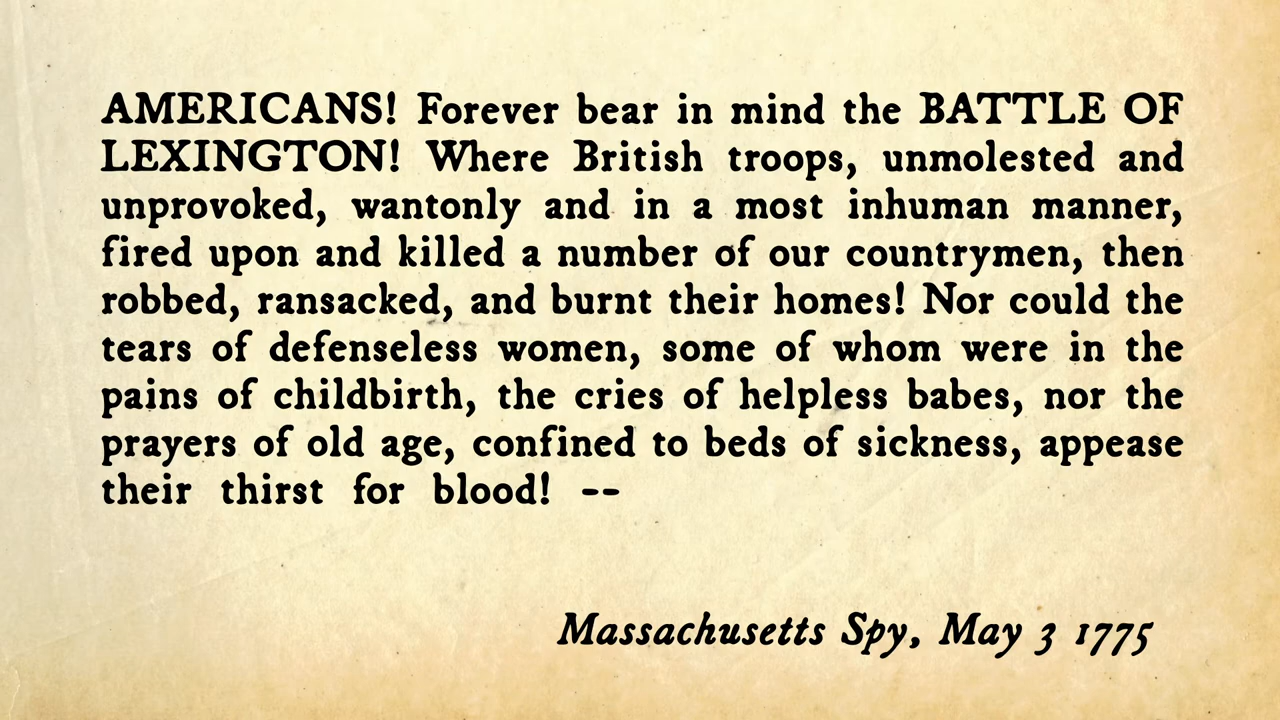 AMERICANS! Forever bear in mind the BATTLE OF
LEXINGTON! Where British troops, unmolested and
unprovoked, wantonly and in a most inhuman manner,
fired upon and killed a number of our countrymen, then
robbed, ransacked, and burnt their homes! Nor could the
tears of defenseless women, some of whom were in the
pains of childbirth, the cries of helpless babes, nor the
prayers of old age, confined to beds of sickness, appease
their thirst for blood! --
Massachusetts Spy, May 3 1775